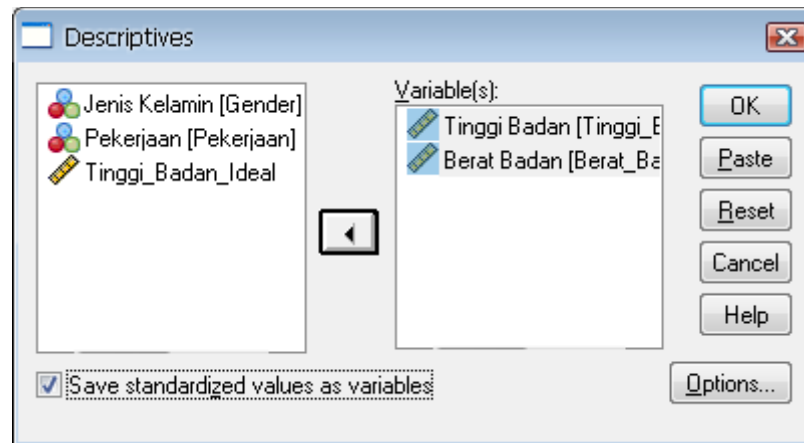 Descriptives
Jenis Kelamin [Gender]
Pekerjaan [Pekerjaan]
Tinggi_Badan_Ideal
Variable(s):
Tinggi Badan [Tinggi_B
Berat Badan [Berat_Ba
OK
Paste
Reset
Cancel
Help
Save standardized values as variables
Options...